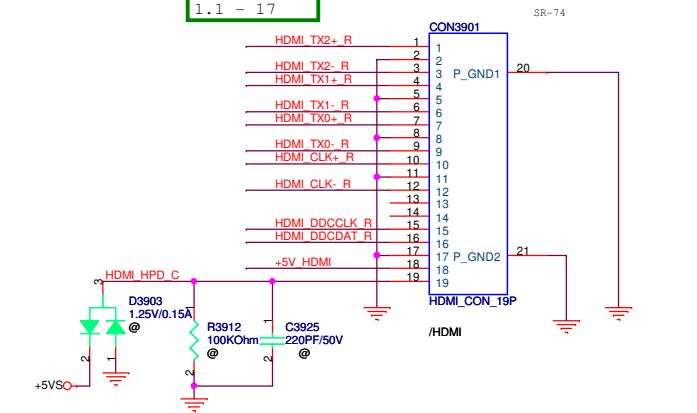 1.1 - 17
SR-74
CON3901
HDMI_TX2+_R 1 1
2 2
HDMI_TX2-_R 3 3 P_GND1 20
HDMI_TX1+_R 4 4
5 5
HDMI_TX1-_R 6 6
HDMI_TX0+_R 7 7
8 8
HDMI_TX0-_R 9 9
HDMI_CLK+_R 10 10
11 11
HDMI_CLK-_R 12 12
13 13
14 14
HDMI_DDCCLK_R 15 15
HDMI_DDCDAT_R 16 16
17 17 P_GND2 21
+5V_HDMI 18 18
HDMI_HPD_C 19 19
3
HDMI_CON_19P
/HDMI
D3903
1.25V/0.15A
@
2 1
+5VS
1
R3912
100KOhm
@
2
1
C3925
220PF/50V
@
2